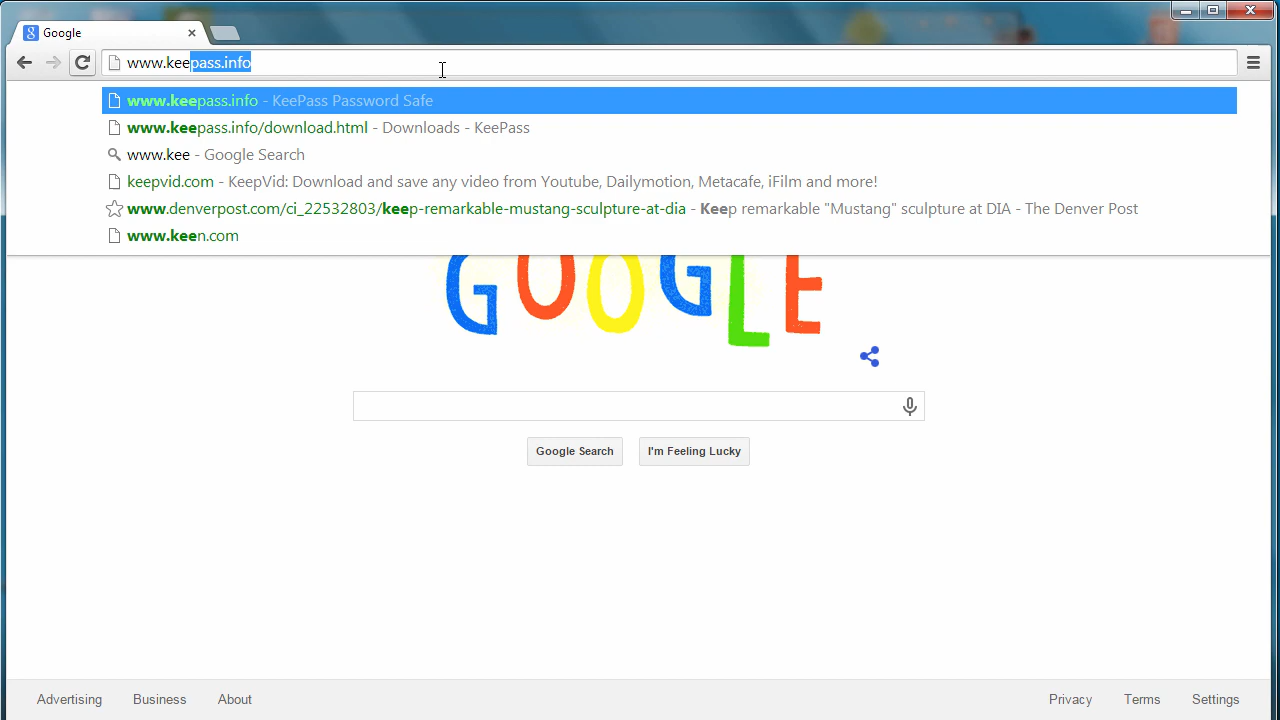 Google
www.keepass.info
www.keepass.info - KeePass Password Safe
www.keepass.info/download.html - Downloads - KeePass
www.kee - Google Search
keepvid.com - KeepVid: Download and save any video from Youtube, Dailymotion, Metacafe, iFilm and more!
www.denverpost.com/ci_22532803/keep-remarkable-mustang-sculpture-at-dia - Keep remarkable "Mustang" sculpture at DIA - The Denver Post
www.keen.com
GOOGLE
Google Search I'm Feeling Lucky
Advertising Business About Privacy Terms Settings